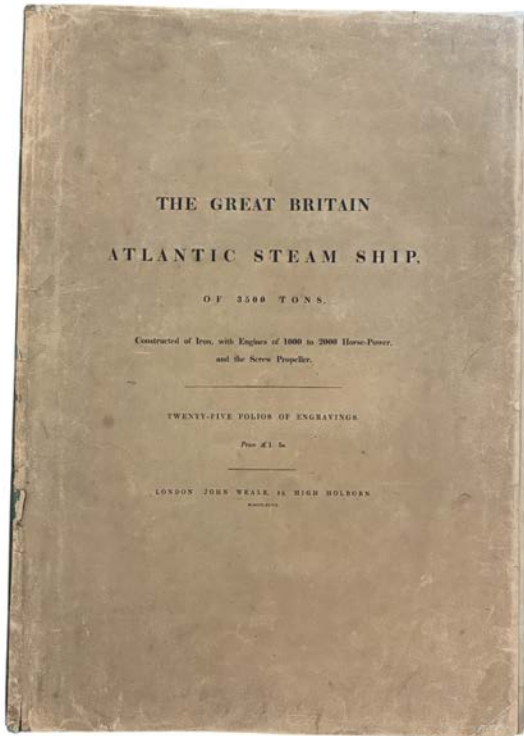 THE GREAT BRITAIN
ATLANTIC STEAM SHIP,
OF 3500 TONS.
Constructed of Iron, with Engines of 1000 to 2000 Horse-Power,
and the Screw Propeller.
TWENTY-FIVE FOLIOS OF ENGRAVINGS.
Price £1. 5s.
LONDON: JOHN WEALE, HIGH HOLBORN